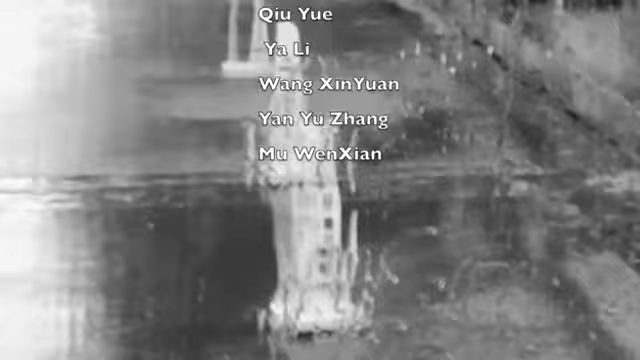 Qiu Yue
Ya Li
Wang XinYuan
Yan Yu Zhang
Mu WenXian